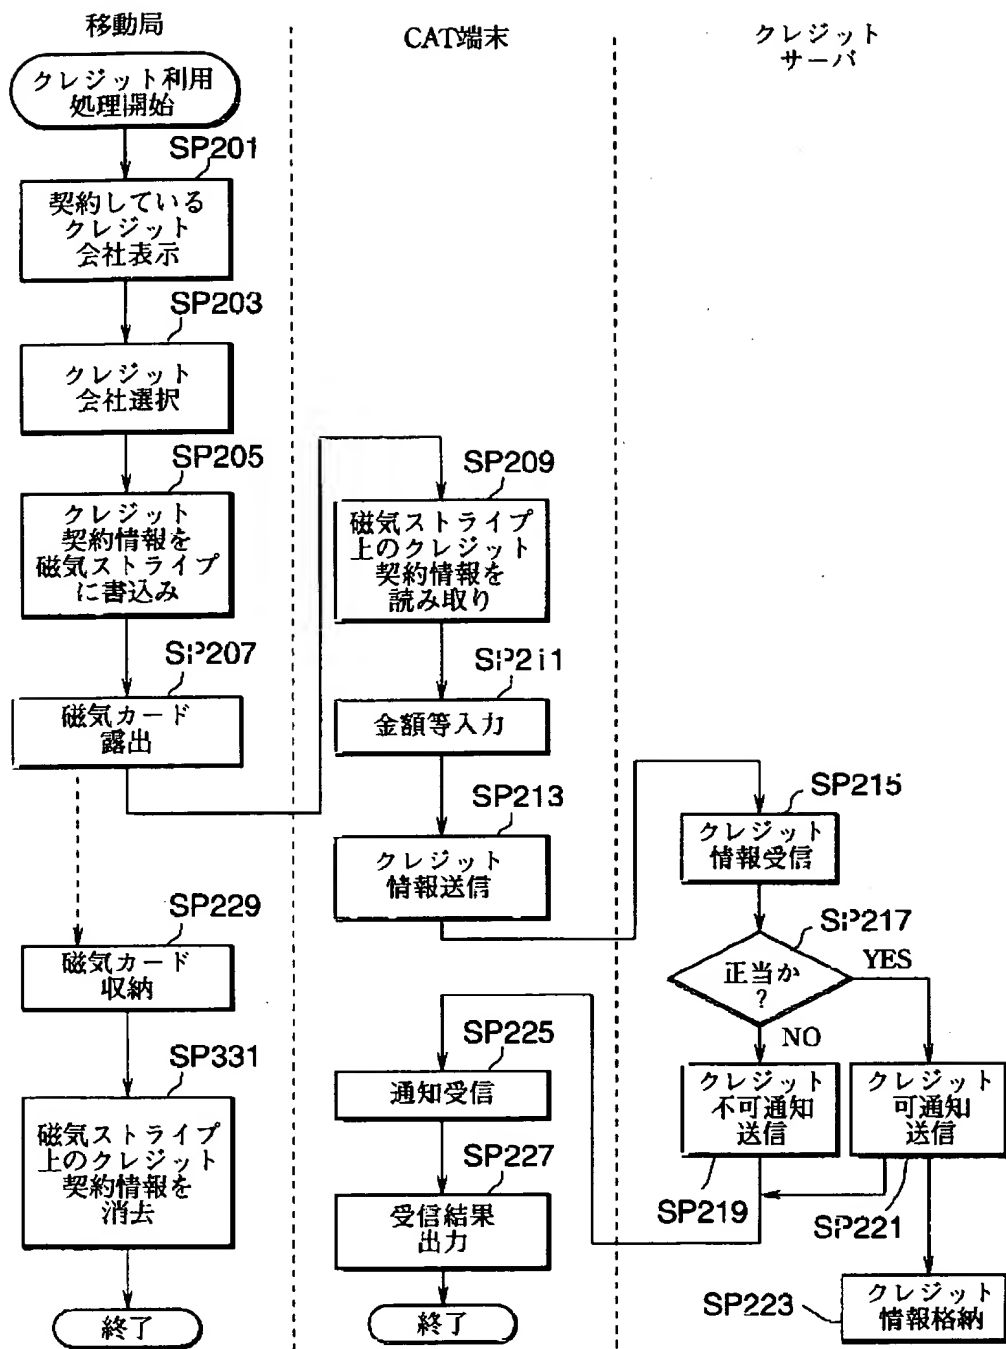 移動局
クレジット利用
処理開始
SP201
契約している
クレジット
会社表示
SP203
クレジット
会社選択
SP205
クレジット
契約情報を
磁気ストライプ
に書込み
SP207
磁気カード
露出
SP229
磁気カード
収納
SP331
磁気ストライプ
上のクレジット
契約情報を
消去
終了
CAT端末
SP209
磁気ストライプ
上のクレジット
契約情報を
読み取り
SP211
金額等入力
SP213
クレジット
情報送信
SP225
通知受信
SP227
受信結果
出力
終了
クレジット
サーバ
SP215
クレジット
情報受信
SP217
正当か
?
YES
NO
クレジット
不可通知
送信
SP219
クレジット
可通知
送信
SP221
SP223
クレジット
情報格納